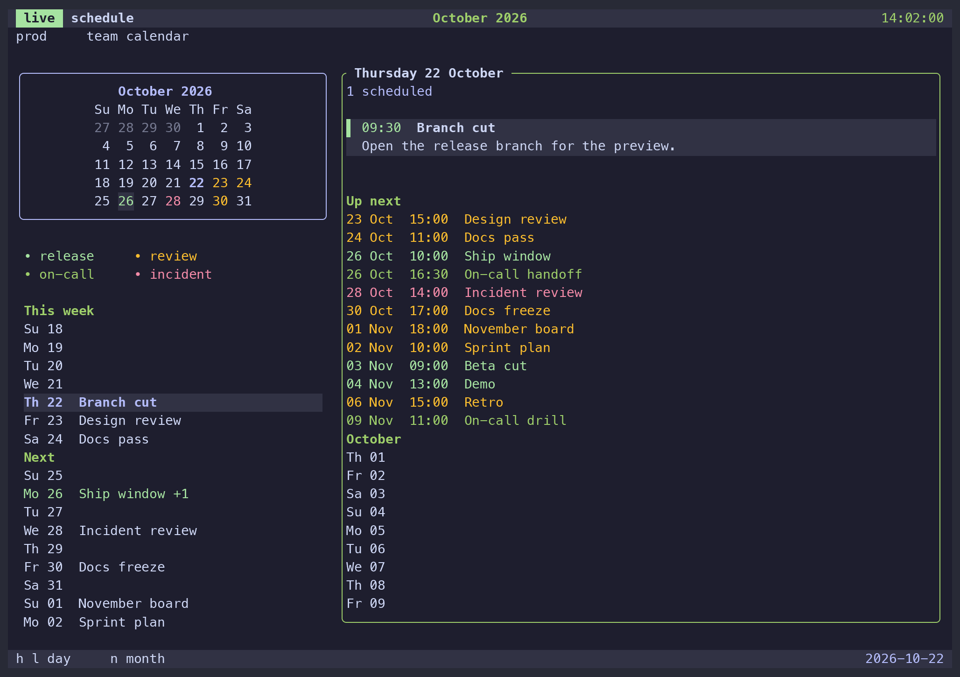 live schedule October 2026 14:02:00
prod team calendar
October 2026
Su Mo Tu We Th Fr Sa
27 28 29 30 1 2 3
4 5 6 7 8 9 10
11 12 13 14 15 16 17
18 19 20 21 22 23 24
25 26 27 28 29 30 31
• release • review
• on-call • incident
This week
Su 18
Mo 19
Tu 20
We 21
Th 22 Branch cut
Fr 23 Design review
Sa 24 Docs pass
Next
Su 25
Mo 26 Ship window +1
Tu 27
We 28 Incident review
Th 29
Fr 30 Docs freeze
Sa 31
Su 01 November board
Mo 02 Sprint plan
Thursday 22 October
1 scheduled
09:30 Branch cut
Open the release branch for the preview.
Up next
23 Oct 15:00 Design review
24 Oct 11:00 Docs pass
26 Oct 10:00 Ship window
26 Oct 16:30 On-call handoff
28 Oct 14:00 Incident review
30 Oct 17:00 Docs freeze
01 Nov 18:00 November board
02 Nov 10:00 Sprint plan
03 Nov 09:00 Beta cut
04 Nov 13:00 Demo
06 Nov 15:00 Retro
09 Nov 11:00 On-call drill
October
Th 01
Fr 02
Sa 03
Su 04
Mo 05
Tu 06
We 07
Th 08
Fr 09
h l day n month 2026-10-22